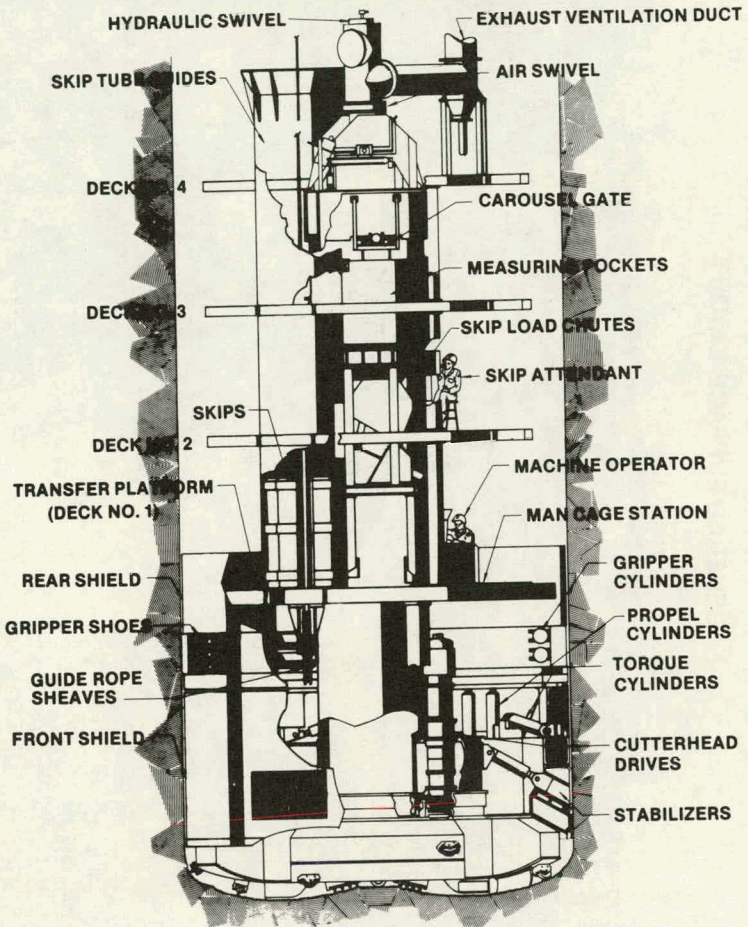 HYDRAULIC SWIVEL
EXHAUST VENTILATION DUCT
SKIP TUBE GUIDES
AIR SWIVEL
DECK NO. 4
CAROUSEL GATE
MEASURING POCKETS
DECK NO. 3
SKIP LOAD CHUTES
SKIP ATTENDANT
SKIPS
DECK NO. 2
MACHINE OPERATOR
TRANSFER PLATFORM
(DECK NO. 1)
MAN CAGE STATION
REAR SHIELD
GRIPPER
CYLINDERS
GRIPPER SHOES
PROPEL
CYLINDERS
GUIDE ROPE
SHEAVES
TORQUE
CYLINDERS
FRONT SHIELD
CUTTERHEAD
DRIVES
STABILIZERS